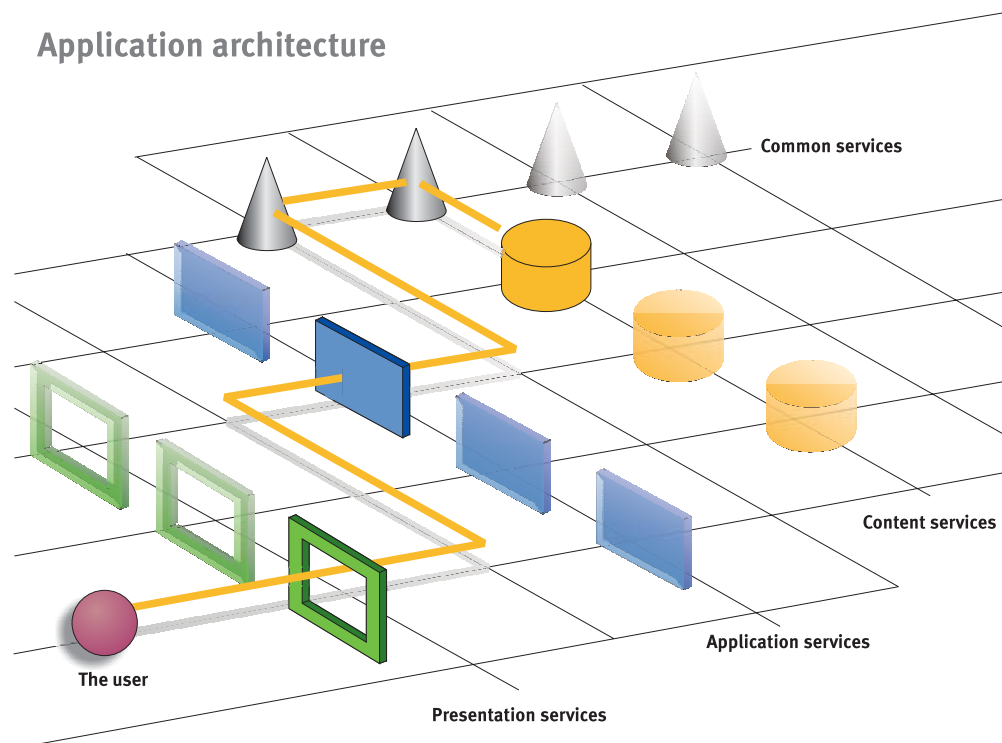 Application architecture
Common services
Content services
Application services
The user
Presentation services